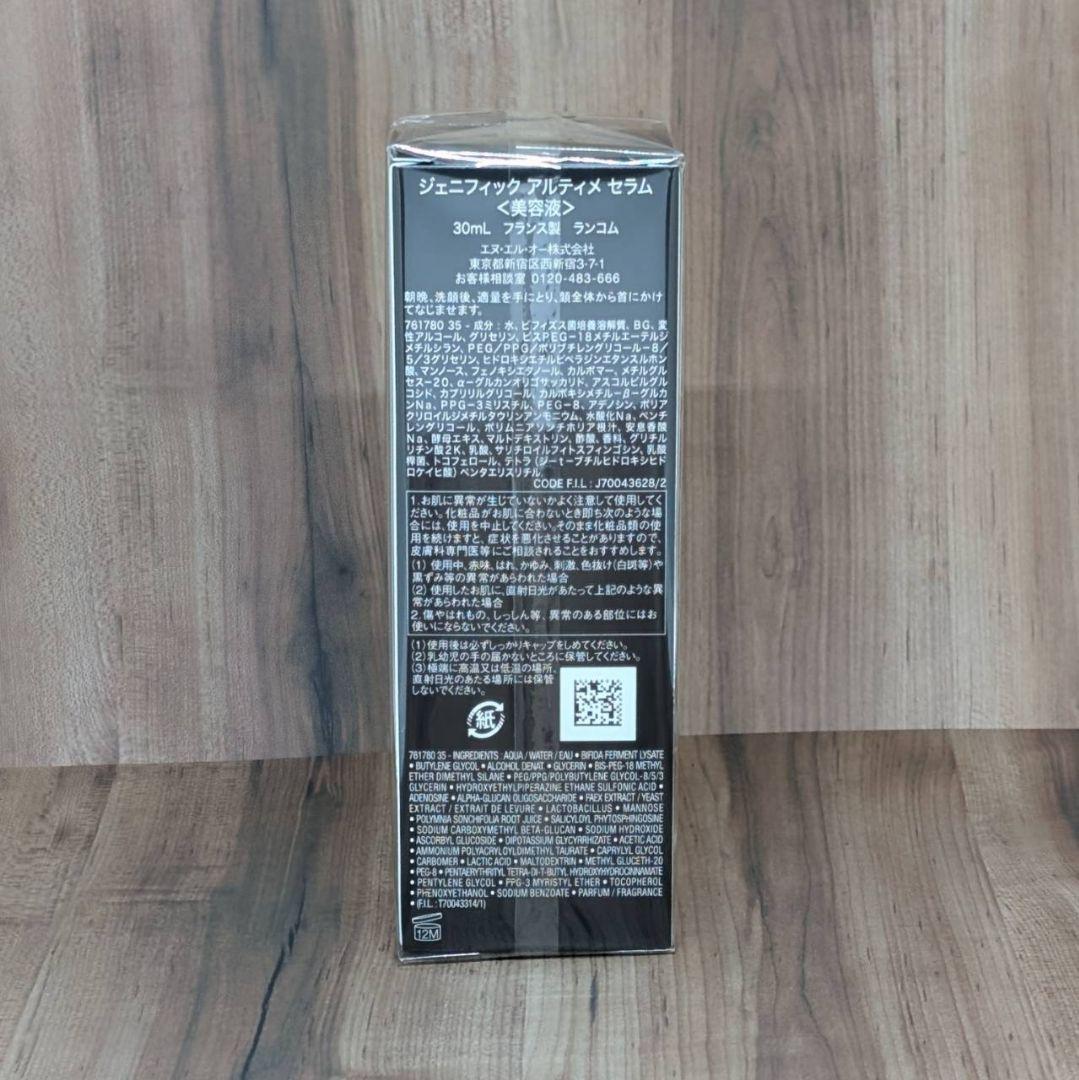 ジェニフィック アルティメ セラム
<美容液>
30mL フランス製 ランコム
エヌ・エル・オー株式会社
東京都新宿区西新宿3-7-1
お客様相談室 0120-483-666
朝晩、洗顔後、適量を手にとり、顔全体から首にかけ
てなじませます。
761780 35 - 成分：水、ビフィズス菌培養溶解質、BG、変
性アルコール、グリセリン、ビスPEG-18メチルエーテルジ
メチルシラン、PEG/PPG/ポリブチレングリコール-8/
5/3グリセリン、ヒドロキシエチルピペラジンエタンスルホン
酸、マンノース、フェノキシエタノール、カルボマー、メチルグル
セス-20、α-グルカンオリゴサッカリド、アスコルビルグル
コシド、カプリリルグリコール、カルボキシメチル-β-グルカ
ンNa、PPG-3ミリスチル、PEG-8、アデノシン、ポリア
クリロイルジメチルタウリンアンモニウム、水酸化Na、ペンチ
レングリコール、ポリムニアソンチホリア根汁、安息香酸
Na、酵母エキス、マルトデキストリン、酢酸、香料、グリチル
リチン酸2K、乳酸、サリチロイルフィトスフィンゴシン、乳酸
桿菌、トコフェロール、テトラ（ジ-t-ブチルヒドロキシヒド
ロケイヒ酸）ペンタエリスリチル
CODE F.I.L : J70043628/2
1.お肌に異常が生じていないかよく注意して使用してく
ださい。化粧品がお肌に合わないとき即ち次のような場
合には、使用を中止してください。そのまま化粧品類の使
用を続けますと、症状を悪化させることがありますので、
皮膚科専門医等にご相談されることをおすすめします。
(1) 使用中、赤味、はれ、かゆみ、刺激、色抜け(白斑等)や
黒ずみ等の異常があらわれた場合
(2) 使用したお肌に、直射日光があたって上記のような異
常があらわれた場合
2.傷やはれもの、しっしん等、異常のある部位にはお
使いにならないでください。
(1)使用後は必ずしっかりキャップをしめてください。
(2)乳幼児の手の届かないところに保管してください。
(3)極端に高温又は低温の場所、
直射日光のあたる場所には保管
しないでください。
紙
761780 35 - INGREDIENTS : AQUA / WATER / EAU • BIFIDA FERMENT LYSATE
• BUTYLENE GLYCOL • ALCOHOL DENAT. • GLYCERIN • BIS-PEG-18 METHYL
ETHER DIMETHYL SILANE • PEG/PPG/POLYBUTYLENE GLYCOL-8/5/3
GLYCERIN • HYDROXYETHYLPIPERAZINE ETHANE SULFONIC ACID •
ADENOSINE • ALPHA-GLUCAN OLIGOSACCHARIDE • FAEX EXTRACT / YEAST
EXTRACT / EXTRAIT DE LEVURE • LACTOBACILLUS • MANNOSE
• POLYMNIA SONCHIFOLIA ROOT JUICE • SALICYLOYL PHYTOSPHINGOSINE
• SODIUM CARBOXYMETHYL BETA-GLUCAN • SODIUM HYDROXIDE
• ASCORBYL GLUCOSIDE • DIPOTASSIUM GLYCYRRHIZATE • ACETIC ACID
• AMMONIUM POLYACRYLOYLDIMETHYL TAURATE • CAPRYLYL GLYCOL
• CARBOMER • LACTIC ACID • MALTODEXTRIN • METHYL GLUCETH-20
• PEG-8 • PENTAERYTHRITYL TETRA-DI-T-BUTYL HYDROXYHYDROCINNAMATE
• PENTYLENE GLYCOL • PPG-3 MYRISTYL ETHER • TOCOPHEROL
• PHENOXYETHANOL • SODIUM BENZOATE • PARFUM / FRAGRANCE
• (F.I.L : T70043314/1)
12M